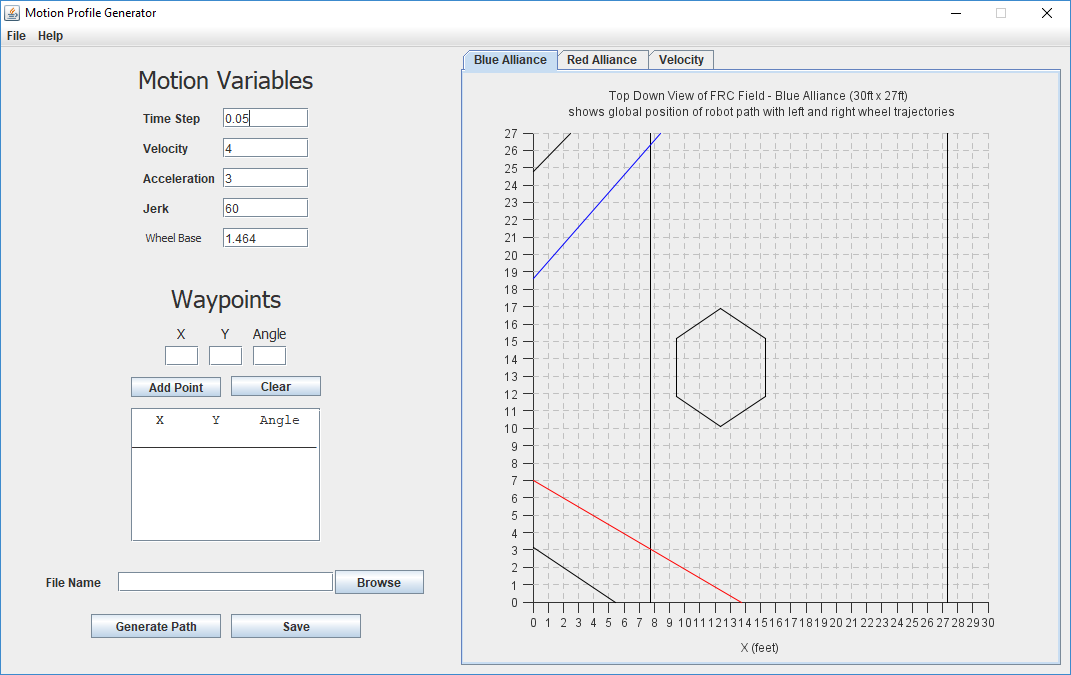 Motion Profile Generator
File Help
Motion Variables
Time Step 0.05
Velocity 4
Acceleration 3
Jerk 60
Wheel Base 1.464
Waypoints
X Y Angle
Add Point Clear
X Y Angle
File Name Browse
Generate Path Save
Blue Alliance Red Alliance Velocity
Top Down View of FRC Field - Blue Alliance (30ft x 27ft)
shows global position of robot path with left and right wheel trajectories
27
26
25
24
23
22
21
20
19
18
17
16
15
14
13
12
11
10
9
8
7
6
5
4
3
2
1
0
0 1 2 3 4 5 6 7 8 9 10 11 12 13 14 15 16 17 18 19 20 21 22 23 24 25 26 27 28 29 30
X (feet)